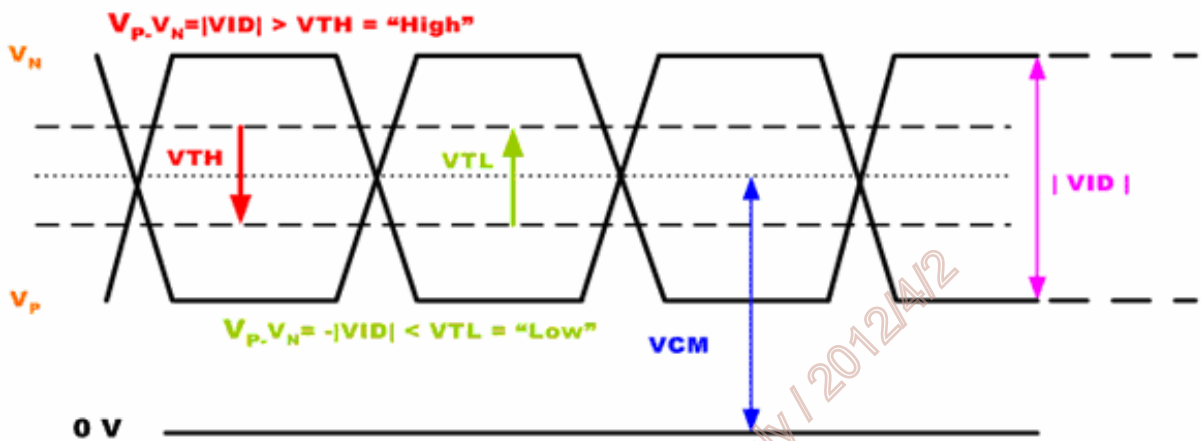 VP-VN=|VID| > VTH = “High”
VN
VTH
VTL
| VID |
VP
VP-VN= -|VID| < VTL = “Low”
VCM
0 V
/ 2012/4/2